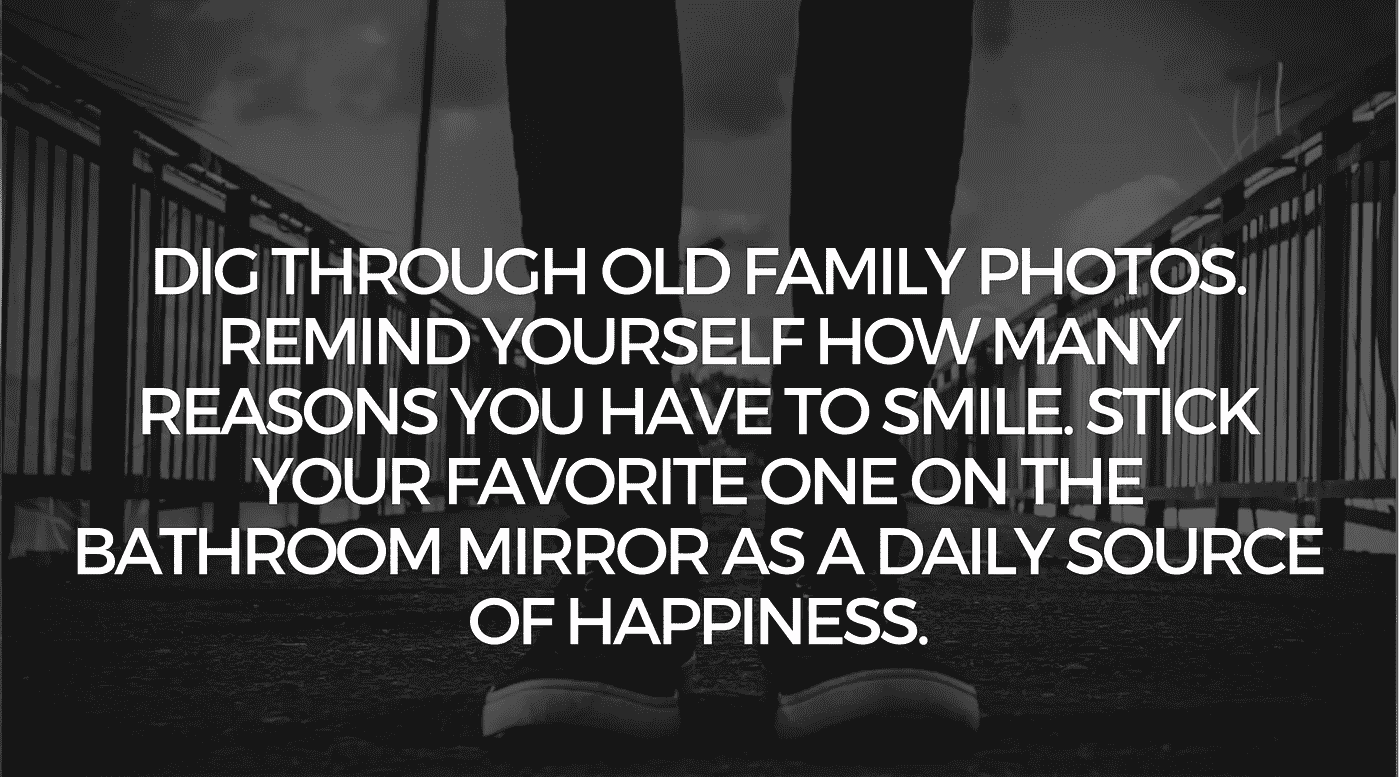 DIG THROUGH OLD FAMILY PHOTOS.
REMIND YOURSELF HOW MANY
REASONS YOU HAVE TO SMILE. STICK
YOUR FAVORITE ONE ON THE
BATHROOM MIRROR AS A DAILY SOURCE
OF HAPPINESS.